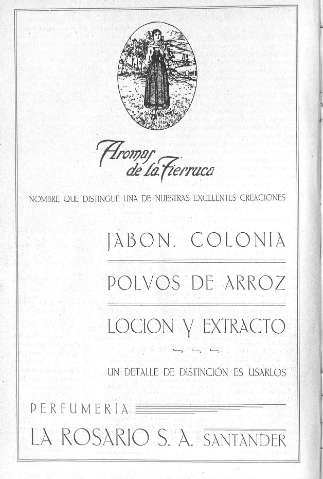 Aromas
de la Tierruca
NOMBRE QUE DISTINGUE UNA DE NUESTRAS EXCELENTES CREACIONES
JABON. COLONIA
POLVOS DE ARROZ
LOCION Y EXTRACTO
UN DETALLE DE DISTINCIÓN ES USARLOS
PERFUMERIA
LA ROSARIO S. A. SANTANDER